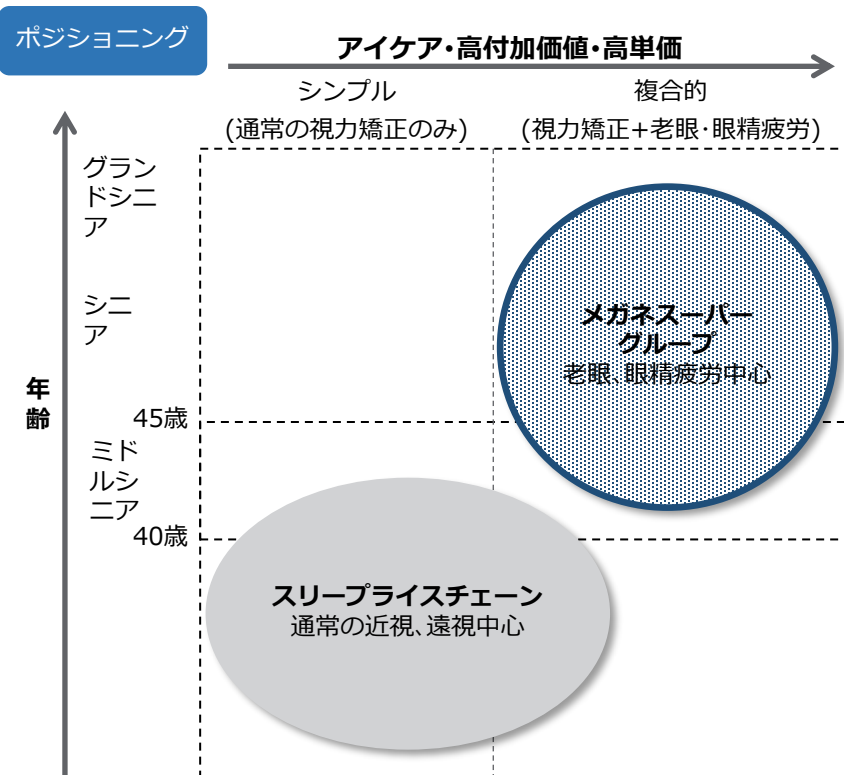 ポジショニング
アイケア・高付加価値・高単価
シンプル
(通常の視力矯正のみ)
複合的
(視力矯正+老眼・眼精疲労)
グラン
ドシニ
ア
シニ
ア
年
齢
45歳
ミド
ルシ
ニア
40歳
メガネスーパー
グループ
老眼、眼精疲労中心
スリープライスチェーン
通常の近視、遠視中心